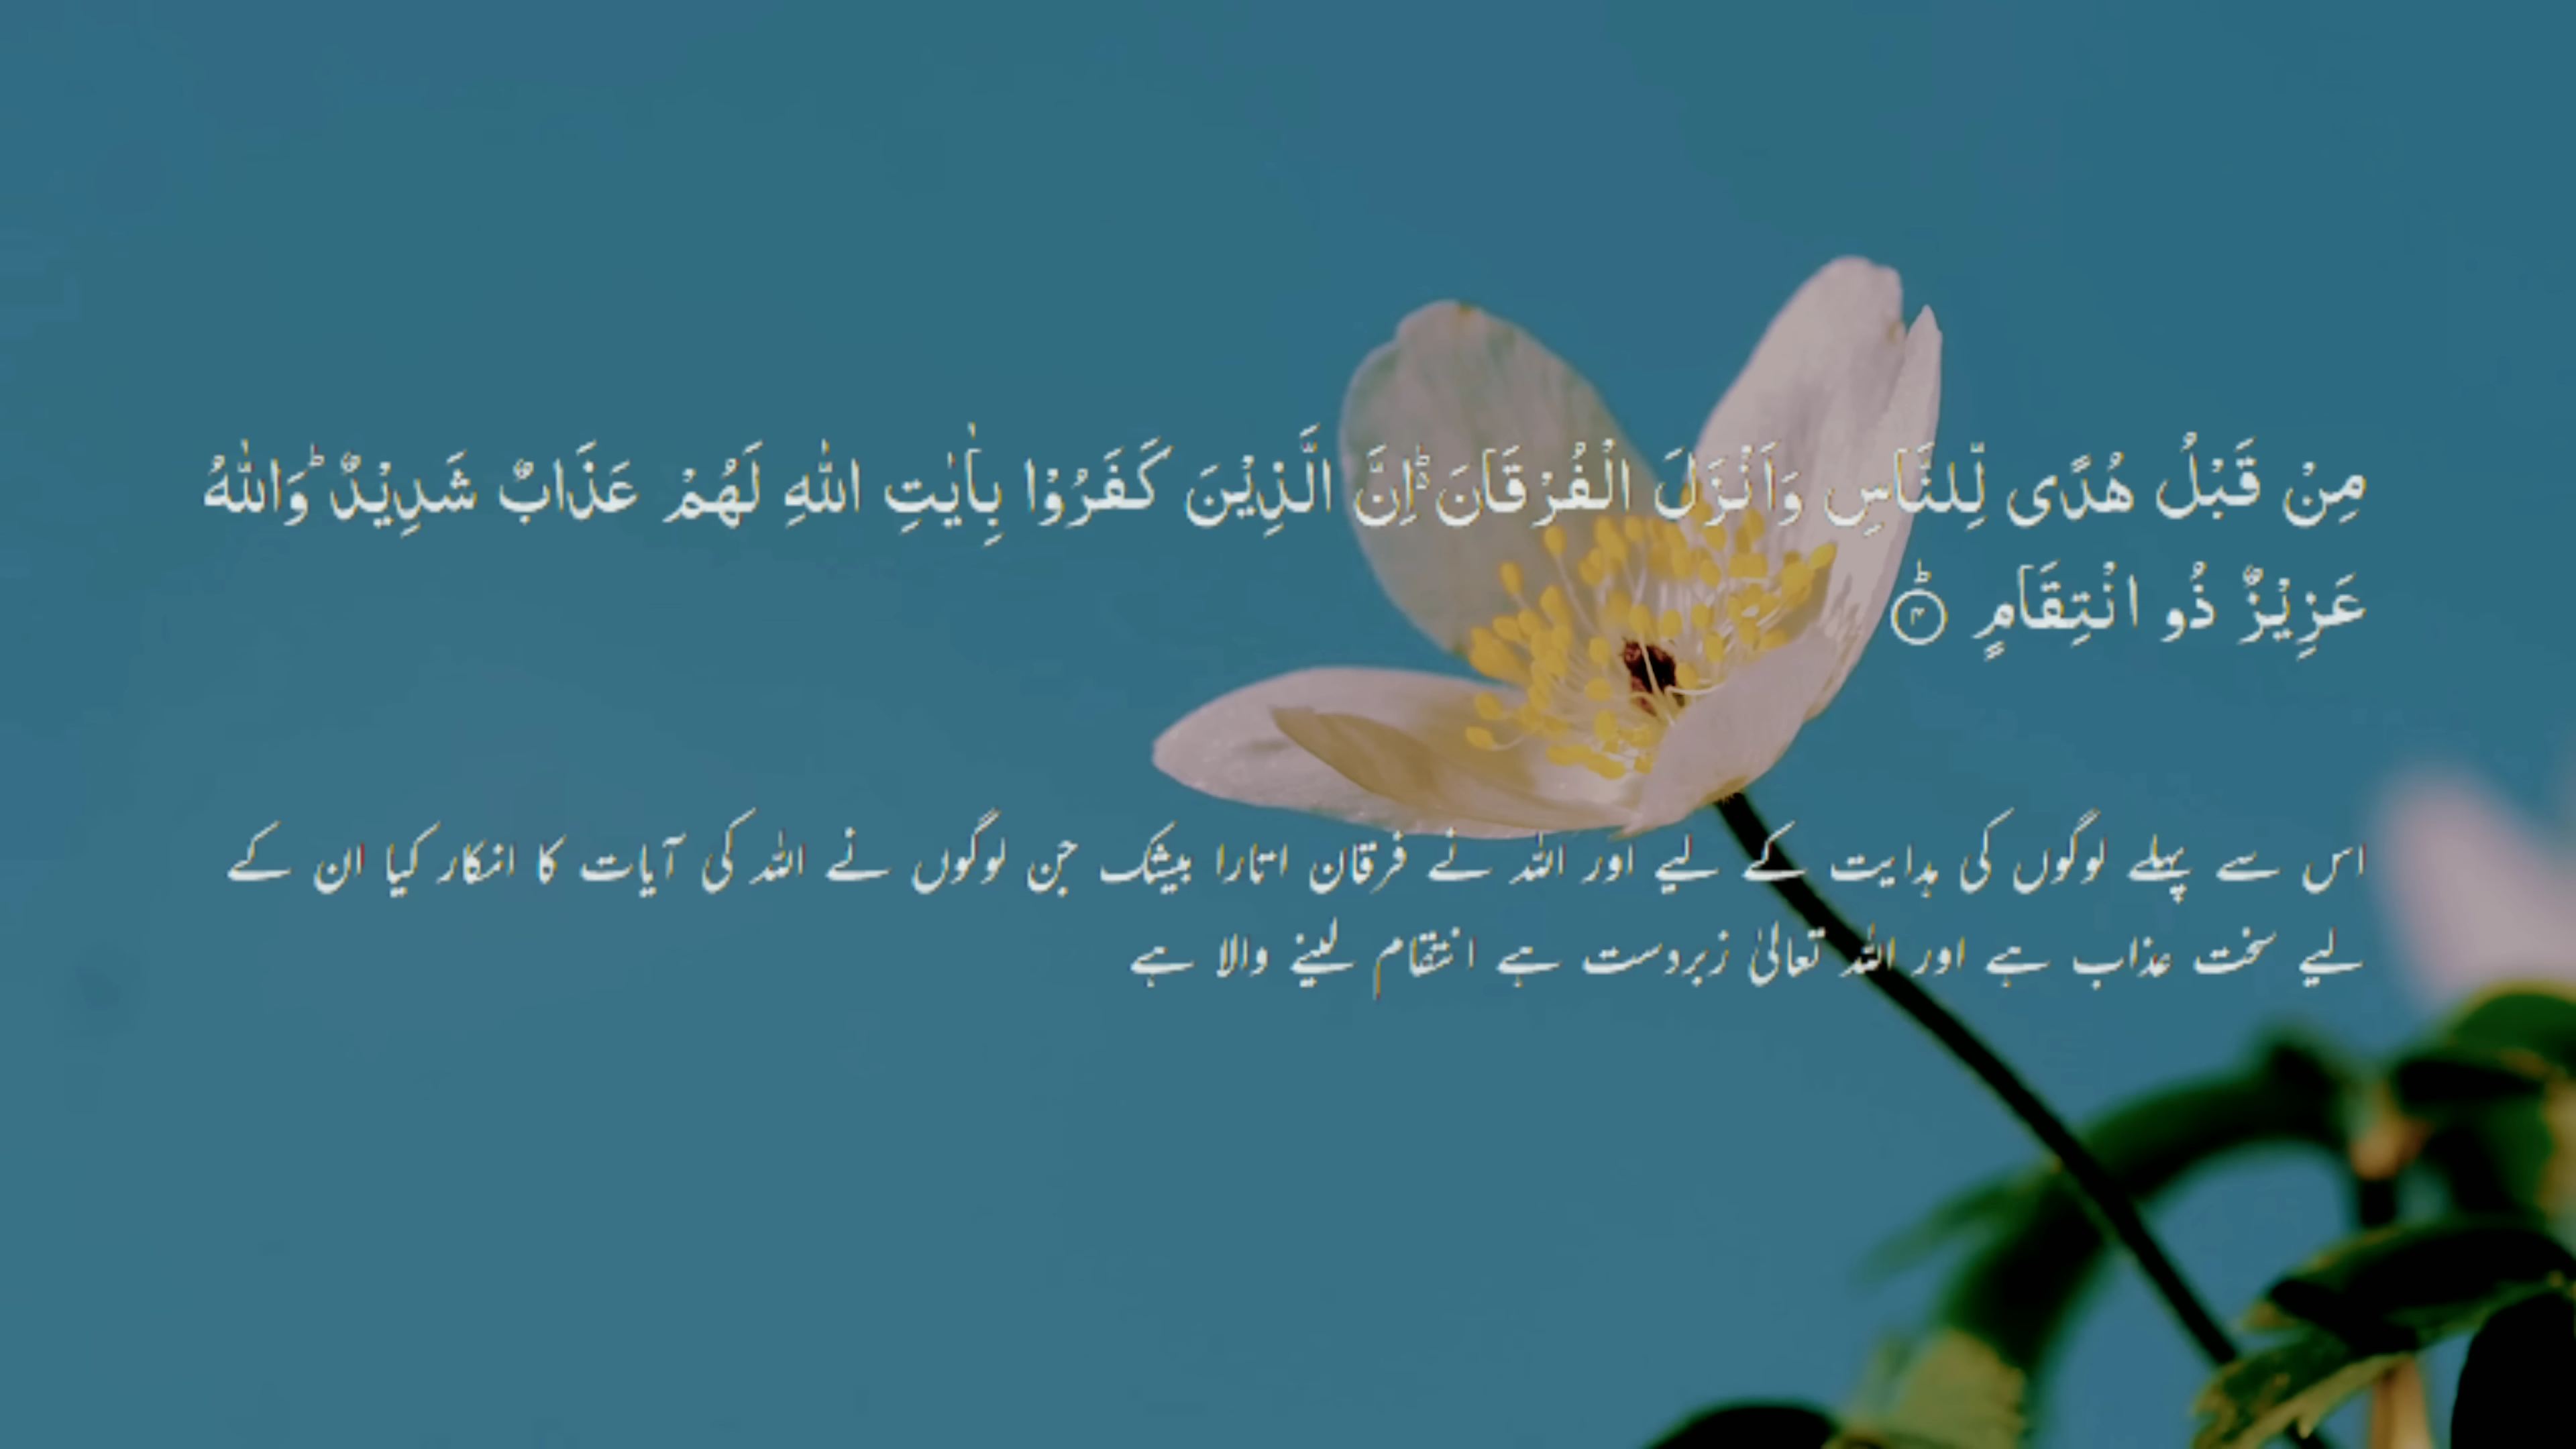 مِنْ قَبْلُ هُدًى لِّلنَّاسِ وَاَنْزَلَ الْفُرْقَانَ ۬ؕ اِنَّ الَّذِيْنَ كَفَرُوْا بِاٰيٰتِ اللّٰهِ لَهُمْ عَذَابٌ شَدِيْدٌ ؕ وَاللّٰهُ
عَزِيْزٌ ذُو انْتِقَامٍ ؕ۝۴
اس سے پہلے لوگوں کی ہدایت کے لیے اور اللہ نے فرقان اتارا بیشک جن لوگوں نے اللہ کی آیات کا انکار کیا ان کے
لیے سخت عذاب ہے اور اللہ تعالیٰ زبردست ہے انتقام لینے والا ہے